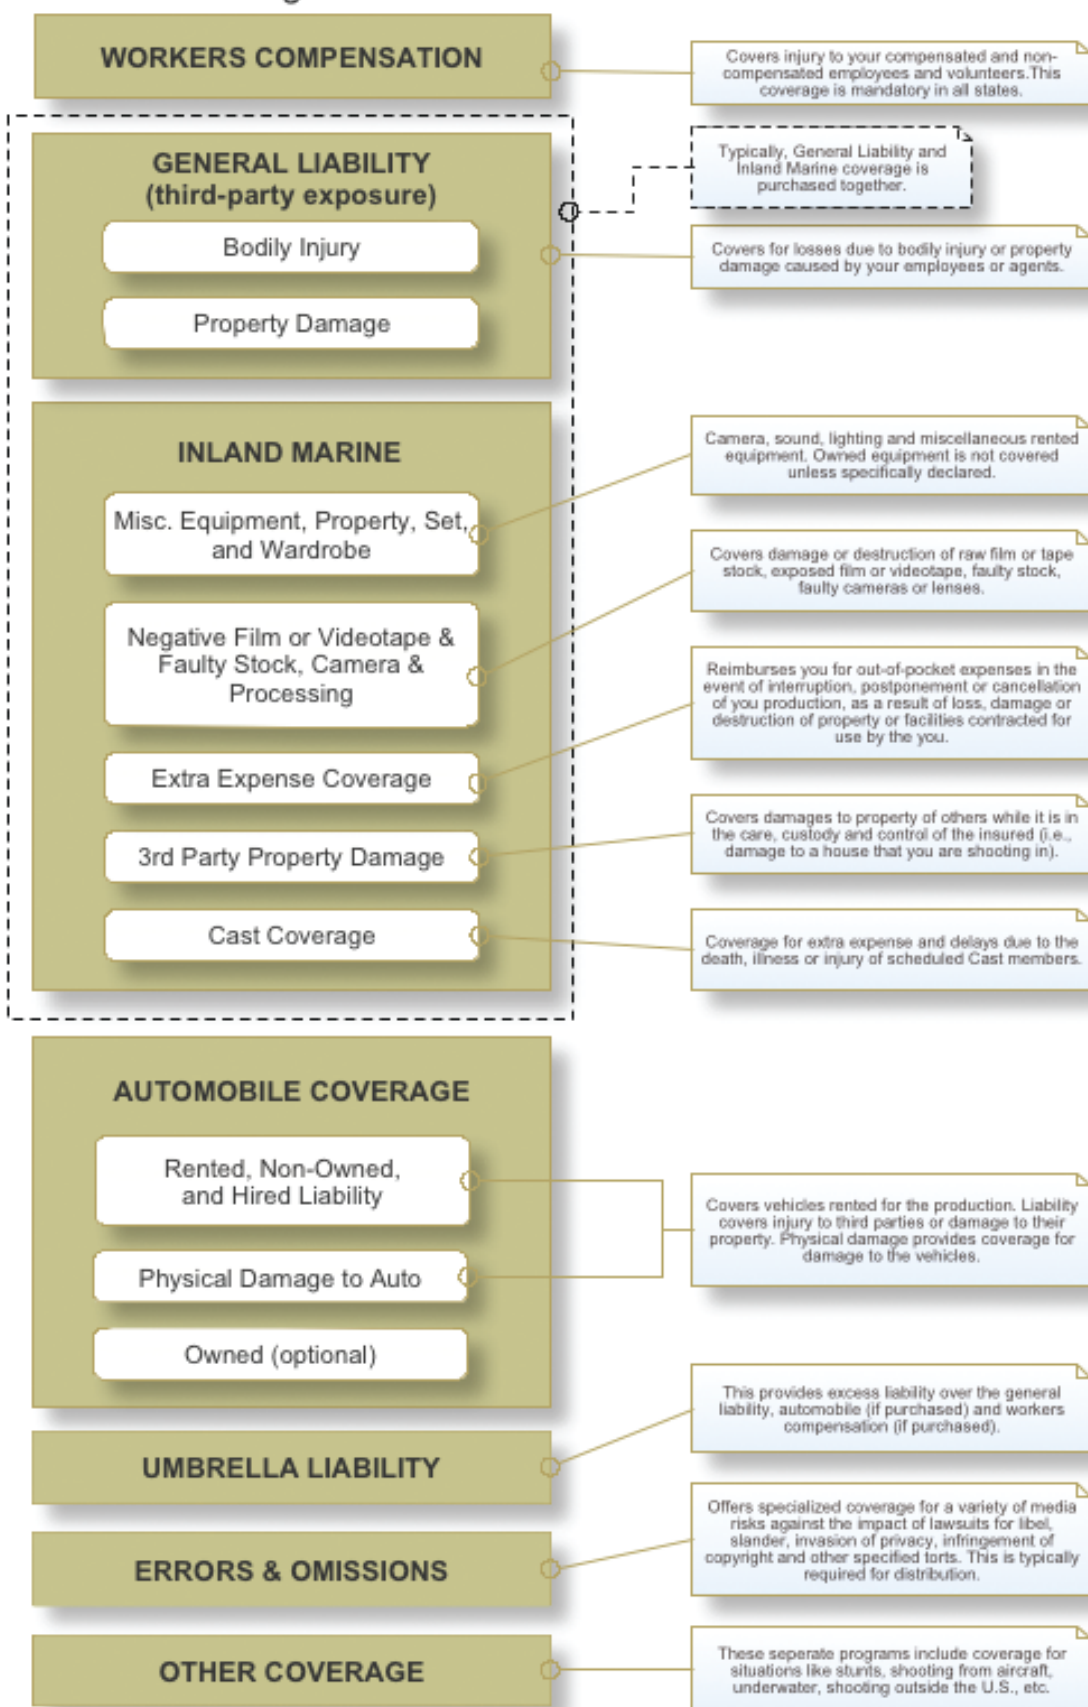 WORKERS COMPENSATION
Covers injury to your compensated and non-
compensated employees and volunteers.This
coverage is mandatory in all states.
GENERAL LIABILITY
(third-party exposure)
Typically, General Liability and
Inland Marine coverage is
purchased together.
Bodily Injury
Covers for losses due to bodily injury or property
damage caused by your employees or agents.
Property Damage
INLAND MARINE
Camera, sound, lighting and miscellaneous rented
equipment. Owned equipment is not covered
unless specifically declared.
Misc. Equipment, Property, Set,
and Wardrobe
Covers damage or destruction of raw film or tape
stock, exposed film or videotape, faulty stock,
faulty cameras or lenses.
Negative Film or Videotape &
Faulty Stock, Camera &
Processing
Reimburses you for out-of-pocket expenses in the
event of interruption, postponement or cancellation
of you production, as a result of loss, damage or
destruction of property or facilities contracted for
use by the you.
Extra Expense Coverage
Covers damages to property of others while it is in
the care, custody and control of the insured (i.e.,
damage to a house that you are shooting in).
3rd Party Property Damage
Cast Coverage
Coverage for extra expense and delays due to the
death, illness or injury of scheduled Cast members.
AUTOMOBILE COVERAGE
Rented, Non-Owned,
and Hired Liability
Covers vehicles rented for the production. Liability
covers injury to third parties or damage to their
property. Physical damage provides coverage for
damage to the vehicles.
Physical Damage to Auto
Owned (optional)
This provides excess liability over the general
liability, automobile (if purchased) and workers
compensation (if purchased).
UMBRELLA LIABILITY
Offers specialized coverage for a variety of media
risks against the impact of lawsuits for libel,
slander, invasion of privacy, infringement of
copyright and other specified torts. This is typically
required for distribution.
ERRORS & OMISSIONS
These seperate programs include coverage for
situations like stunts, shooting from aircraft,
underwater, shooting outside the U.S., etc.
OTHER COVERAGE